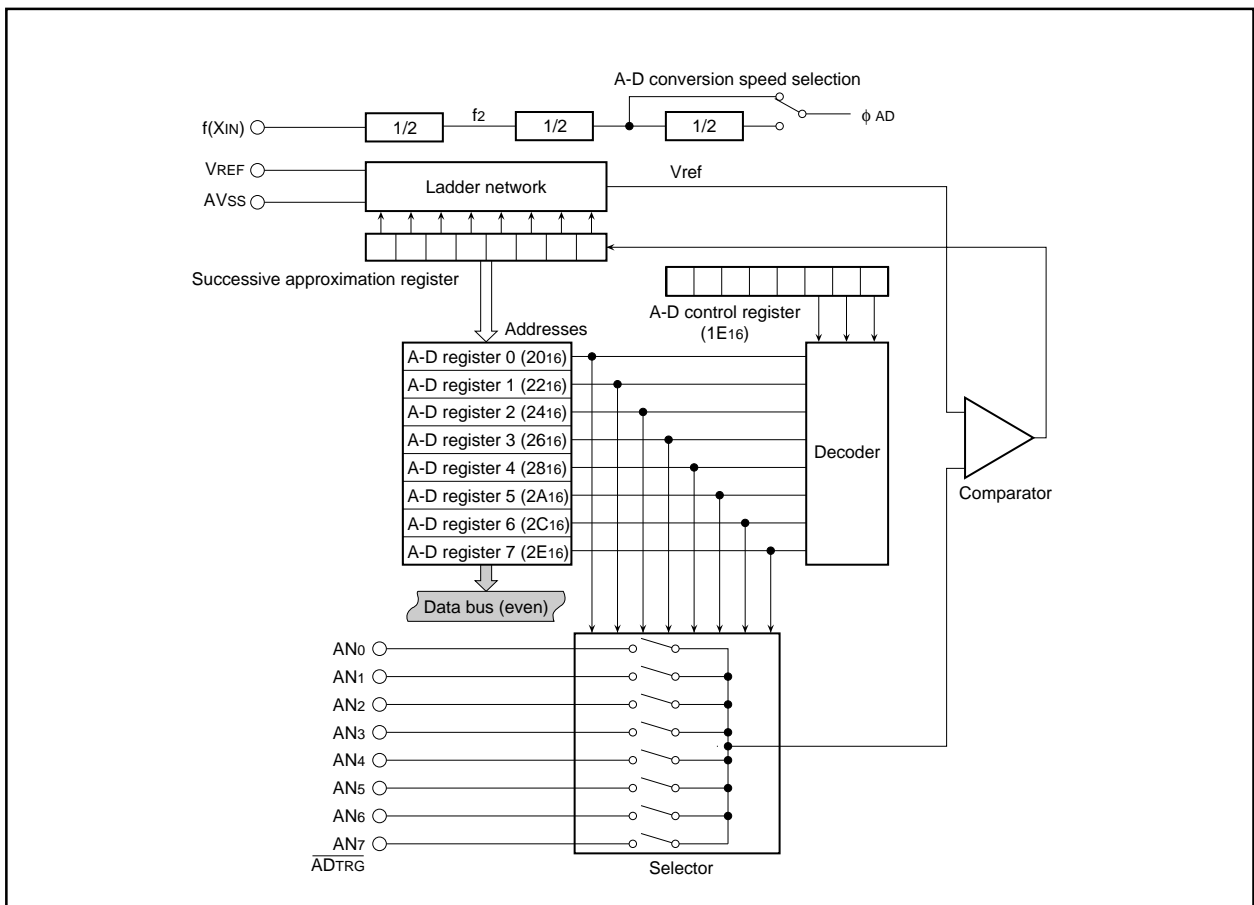 A-D conversion speed selection
f(XIN)
1/2
f2
1/2
1/2
ϕ AD
VREF
AVSS
Ladder network
Vref
Successive approximation register
A-D control register
(1E16)
Addresses
A-D register 0 (2016)
A-D register 1 (2216)
A-D register 2 (2416)
A-D register 3 (2616)
A-D register 4 (2816)
A-D register 5 (2A16)
A-D register 6 (2C16)
A-D register 7 (2E16)
Decoder
Comparator
Data bus (even)
AN0
AN1
AN2
AN3
AN4
AN5
AN6
AN7
ADTRG
Selector